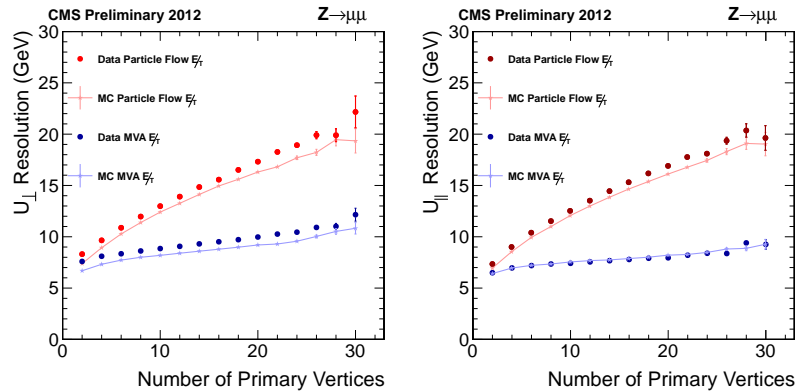 CMS Preliminary 2012 Z→μμ
U⊥ Resolution (GeV)
30
25
20
15
10
5
0
Data Particle Flow E̸T
MC Particle Flow E̸T
Data MVA E̸T
MC MVA E̸T
0 10 20 30
Number of Primary Vertices
CMS Preliminary 2012 Z→μμ
U|| Resolution (GeV)
30
25
20
15
10
5
0
Data Particle Flow E̸T
MC Particle Flow E̸T
Data MVA E̸T
MC MVA E̸T
0 10 20 30
Number of Primary Vertices